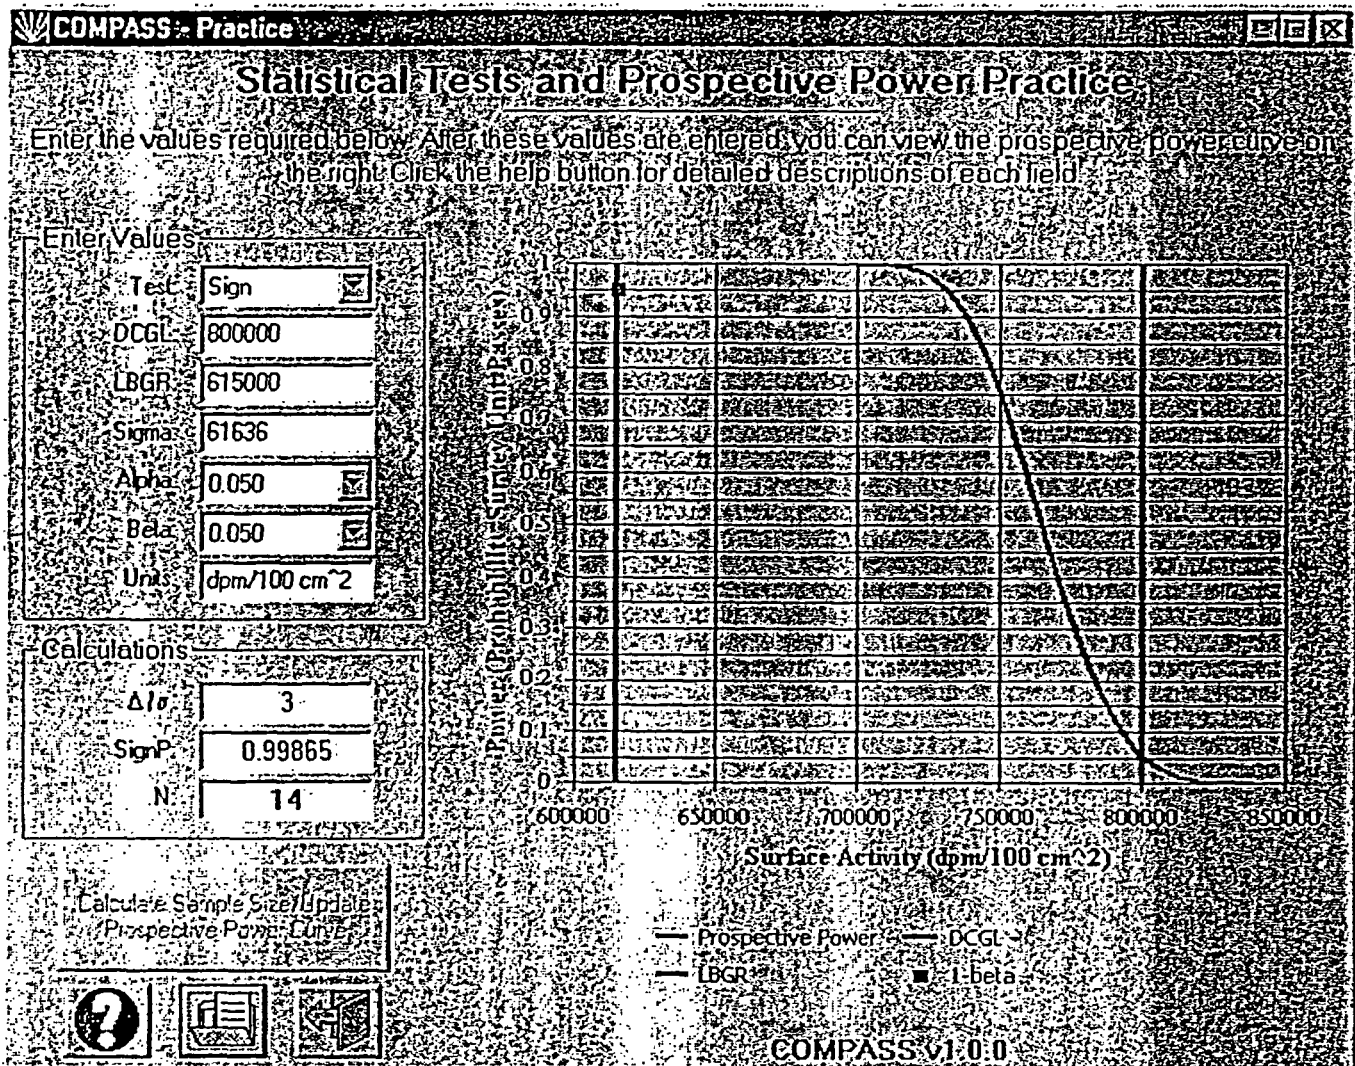 COMPASS - Practice
Statistical Tests and Prospective Power Practice
Enter the values required below. After these values are entered, you can view the prospective power curve on
the right. Click the help button for detailed descriptions of each field.
Enter Values
Test: Sign
DCGL: 800000
LBGR: 615000
Sigma: 61636
Alpha: 0.050
Beta: 0.050
Units: dpm/100 cm^2
Calculations
Δ/σ 3
SignP: 0.99865
N: 14
Calculate Sample Size/Update
Prospective Power Curve
Power (Probability Survey Unit Passes)
1
0.9
0.8
0.7
0.6
0.5
0.4
0.3
0.2
0.1
0
600000 650000 700000 750000 800000 850000
Surface Activity (dpm/100 cm^2)
Prospective Power DCGL
LBGR 1-beta
COMPASS v1.0.0